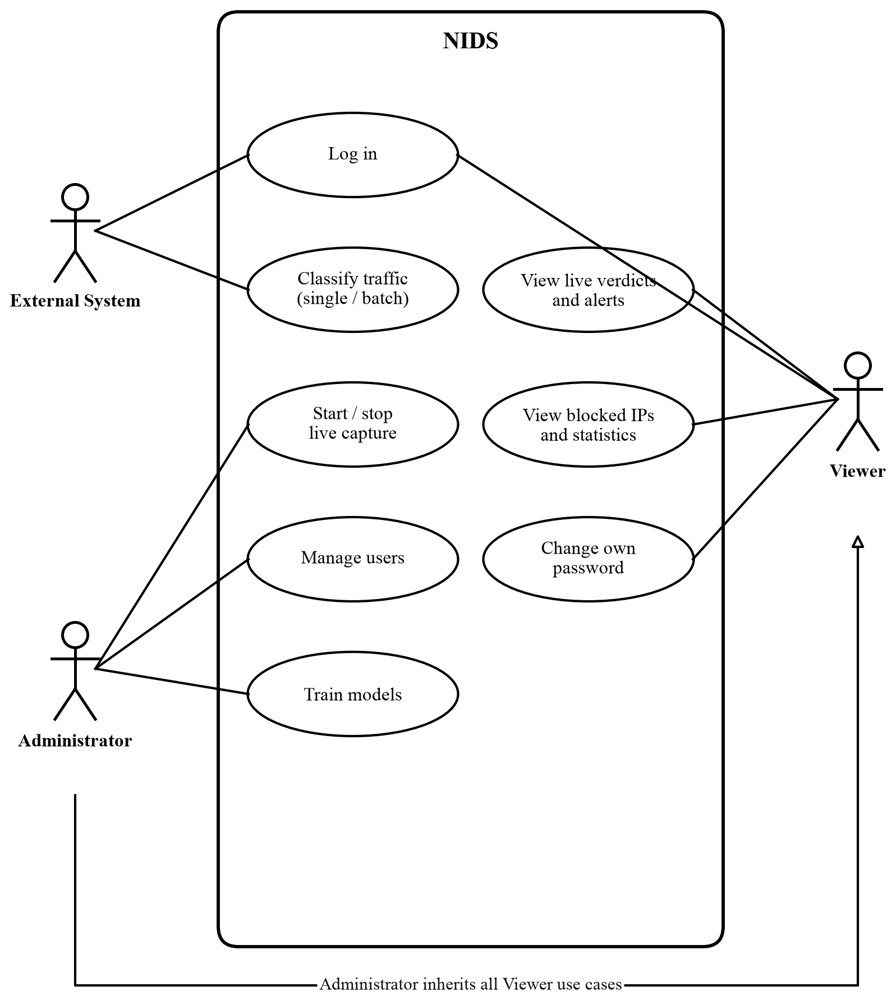 NIDS
Log in
External System
Classify traffic
(single / batch)
View live verdicts
and alerts
Start / stop
live capture
View blocked IPs
and statistics
Viewer
Manage users
Change own
password
Train models
Administrator
Administrator inherits all Viewer use cases